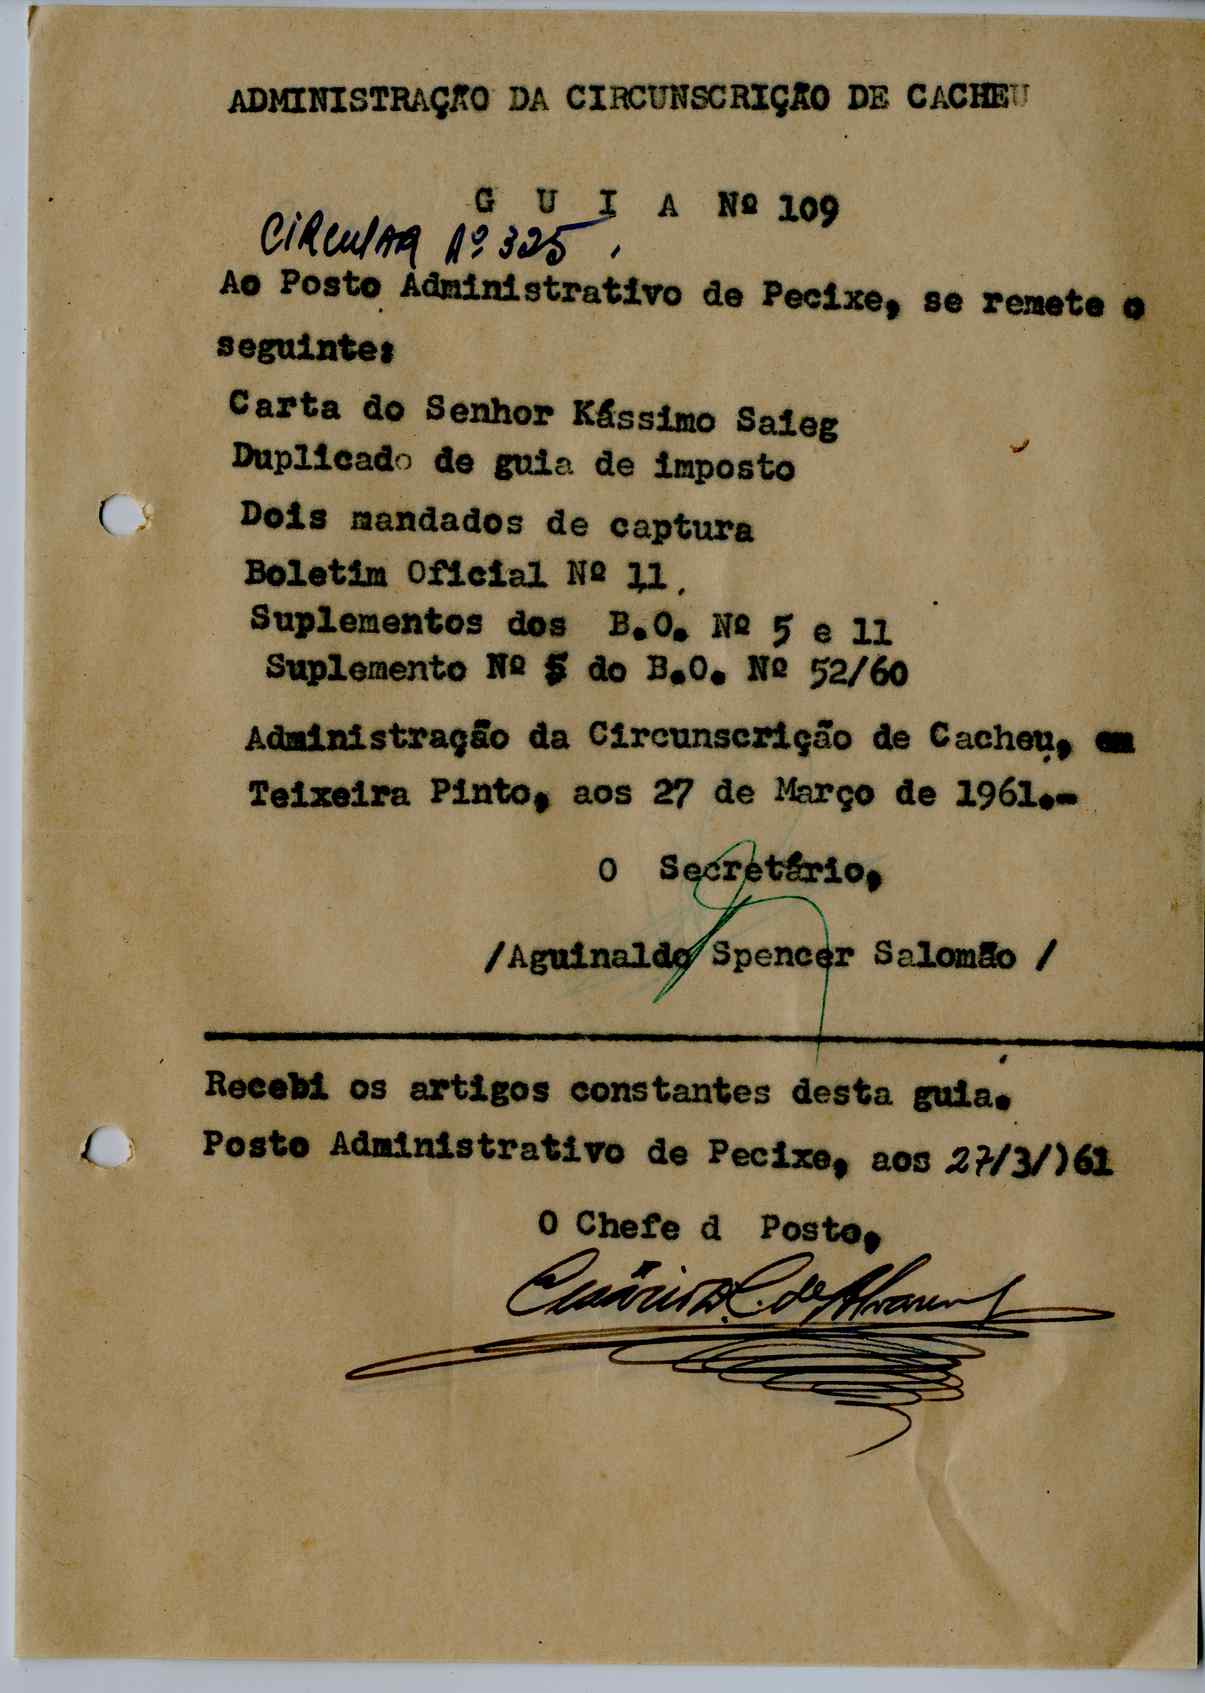 ADMINISTRAÇÃO DA CIRCUNSCRIÇÃO DE CACHEU
G U I A Nº 109
CIRCULAR Nº 325
Ao Posto Administrativo de Pecixe, se remete o
seguinte:
Carta do Senhor Kássimo Saieg
Duplicado de guia de imposto
Dois mandados de captura
Boletim Oficial Nº 11,
Suplementos dos B.O. Nº 5 e 11
Suplemento Nº 5 do B.O. Nº 52/60
Administração da Circunscrição de Cacheu, em
Teixeira Pinto, aos 27 de Março de 1961.-
O Secretário,
/Aguinaldo Spencer Salomão /
Recebi os artigos constantes desta guia.
Posto Administrativo de Pecixe, aos 27/3/961
O Chefe d Posto,